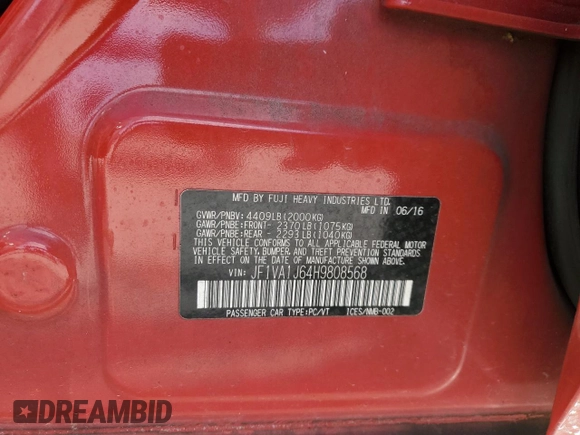 MFD BY FUJI HEAVY INDUSTRIES LTD.
MFD IN 06/16
GVWR/PNBV: 4409LB(2000KG)
GAWR/PNBE:FRONT- 2370LB(1075KG)
GAWR/PNBE:REAR - 2293LB(1040KG)
THIS VEHICLE CONFORMS TO ALL APPLICABLE FEDERAL MOTOR
VEHICLE SAFETY,BUMPER,AND THEFT PREVENTION STANDARDS
IN EFFECT ON THE DATE OF MANUFACTURE SHOWN ABOVE.
VIN: JF1VA1J64H9808568
PASSENGER CAR TYPE:PC/VT ICES/NMB-002
DREAMBID